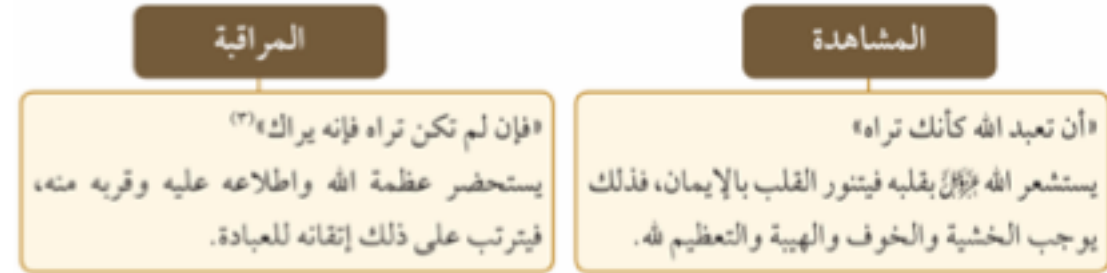 المشاهدة
«أن تعبد الله كأنك تراه»
يستشعر الله ﷻ بقلبه فيتنور القلب بالإيمان، فذلك
يوجب الخشية والخوف والهيبة والتعظيم لله.
المراقبة
«فإن لم تكن تراه فإنه يراك»(٣)
يستحضر عظمة الله واطلاعه عليه وقربه منه،
فيترتب على ذلك إتقانه للعبادة.